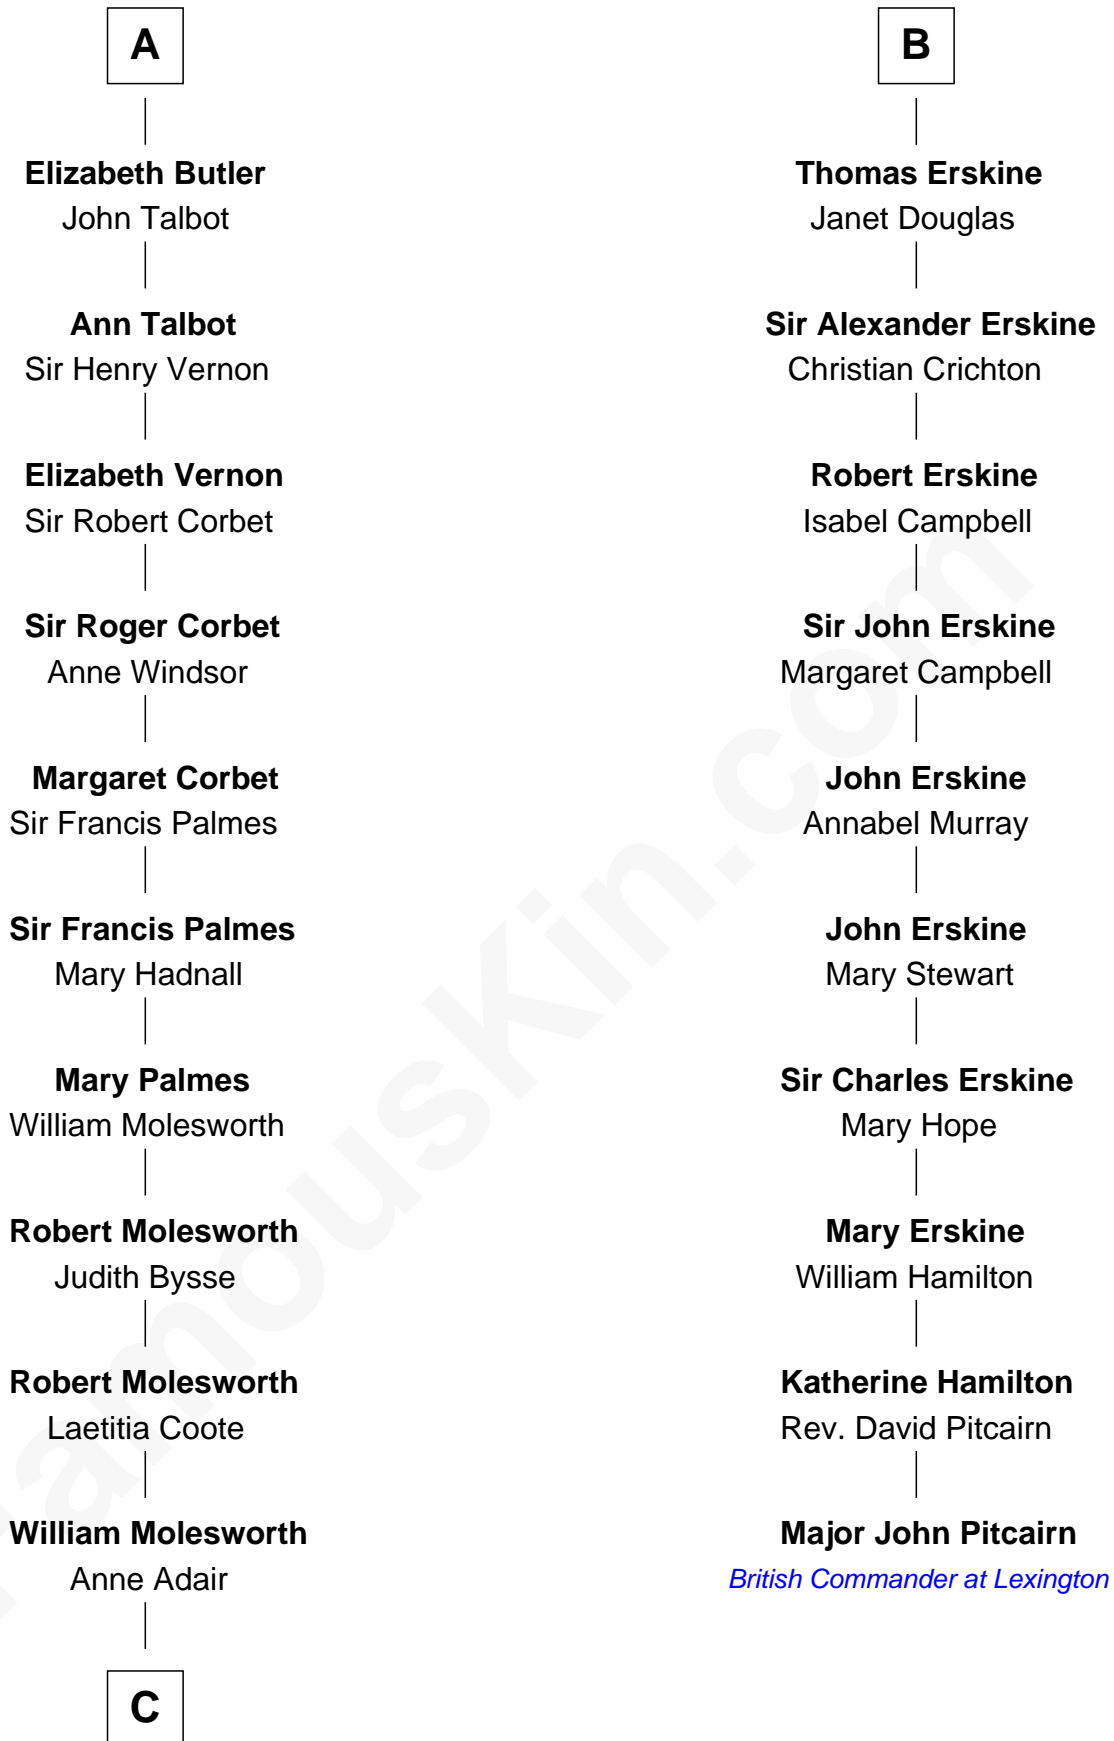 A
Elizabeth Butler
John Talbot
Ann Talbot
Sir Henry Vernon
Elizabeth Vernon
Sir Robert Corbet
Sir Roger Corbet
Anne Windsor
Margaret Corbet
Sir Francis Palmes
Sir Francis Palmes
Mary Hadnall
Mary Palmes
William Molesworth
Robert Molesworth
Judith Bysse
Robert Molesworth
Laetitia Coote
William Molesworth
Anne Adair
C
B
Thomas Erskine
Janet Douglas
Sir Alexander Erskine
Christian Crichton
Robert Erskine
Isabel Campbell
Sir John Erskine
Margaret Campbell
John Erskine
Annabel Murray
John Erskine
Mary Stewart
Sir Charles Erskine
Mary Hope
Mary Erskine
William Hamilton
Katherine Hamilton
Rev. David Pitcairn
Major John Pitcairn
British Commander at Lexington
FamousKin.com